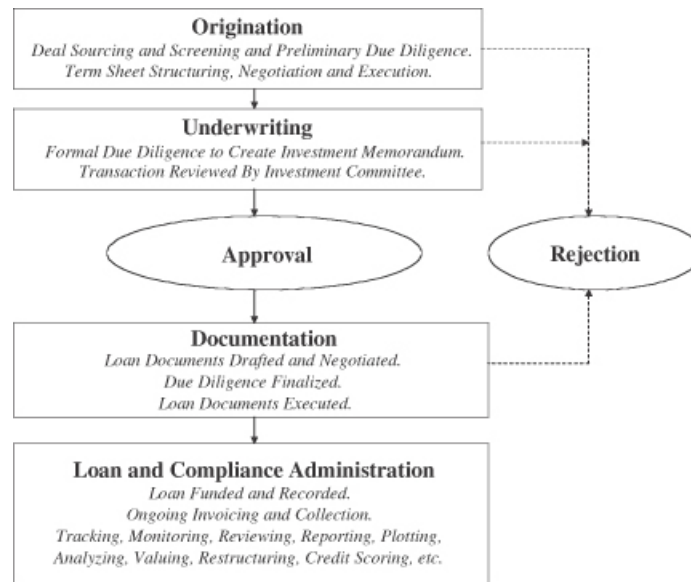 Origination
Deal Sourcing and Screening and Preliminary Due Diligence.
Term Sheet Structuring, Negotiation and Execution.
Underwriting
Formal Due Diligence to Create Investment Memorandum.
Transaction Reviewed By Investment Committee.
Approval
Rejection
Documentation
Loan Documents Drafted and Negotiated.
Due Diligence Finalized.
Loan Documents Executed.
Loan and Compliance Administration
Loan Funded and Recorded.
Ongoing Invoicing and Collection.
Tracking, Monitoring, Reviewing, Reporting, Plotting,
Analyzing, Valuing, Restructuring, Credit Scoring, etc.